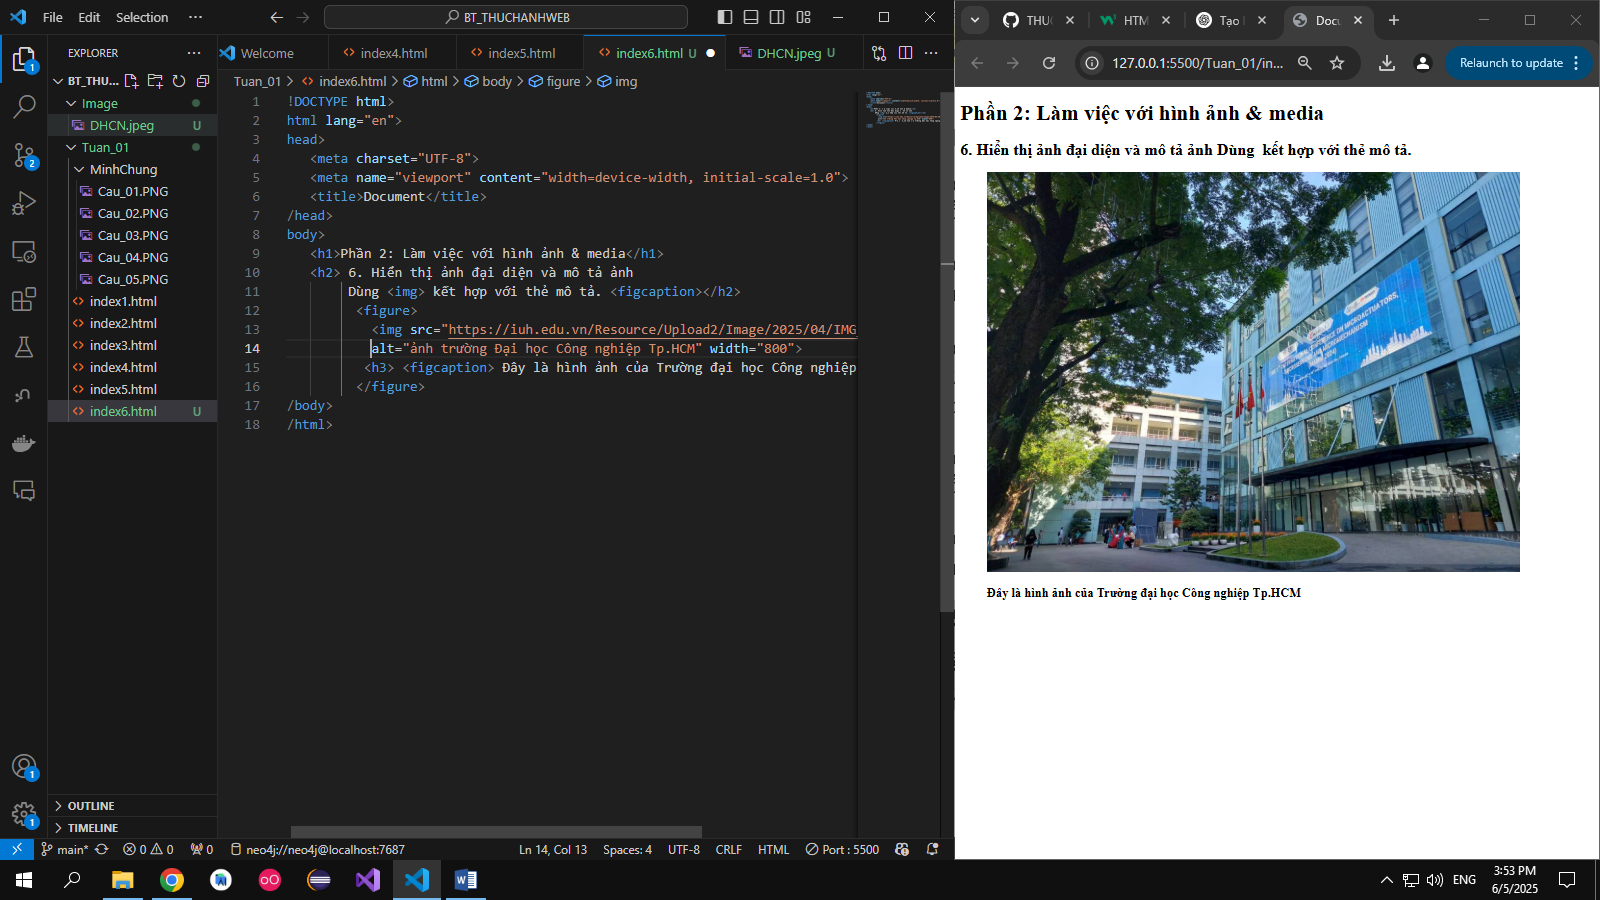 File Edit Selection ···
BT_THUCHANHWEB
EXPLORER
BT_THU...
Image
DHCN.jpeg U
Tuan_01
MinhChung
Cau_01.PNG
Cau_02.PNG
Cau_03.PNG
Cau_04.PNG
Cau_05.PNG
index1.html
index2.html
index3.html
index4.html
index5.html
index6.html U
OUTLINE
TIMELINE
Welcome index4.html index5.html index6.html U DHCN.jpeg U
Tuan_01 > index6.html > html > body > figure > img
1 !DOCTYPE html>
2 html lang="en">
3 head>
4 <meta charset="UTF-8">
5 <meta name="viewport" content="width=device-width, initial-scale=1.0">
6 <title>Document</title>
7 /head>
8 body>
9 <h1>Phần 2: Làm việc với hình ảnh & media</h1>
10 <h2> 6. Hiển thị ảnh đại diện và mô tả ảnh
11 Dùng <img> kết hợp với thẻ mô tả. <figcaption></h2>
12 <figure>
13 <img src="https://iuh.edu.vn/Resource/Upload2/Image/2025/04/IMG
14 alt="ảnh trường Đại học Công nghiệp Tp.HCM" width="800">
15 <h3> <figcaption> Đây là hình ảnh của Trường đại học Công nghiệp
16 </figure>
17 /body>
18 /html>
main* 0 0 0 neo4j://neo4j@localhost:7687 Ln 14, Col 13 Spaces: 4 UTF-8 CRLF HTML Port : 5500
THU HTM Tạo Docu
127.0.0.1:5500/Tuan_01/in... Relaunch to update
Phần 2: Làm việc với hình ảnh & media
6. Hiển thị ảnh đại diện và mô tả ảnh Dùng kết hợp với thẻ mô tả.
Đây là hình ảnh của Trường đại học Công nghiệp Tp.HCM
ENG
3:53 PM
6/5/2025